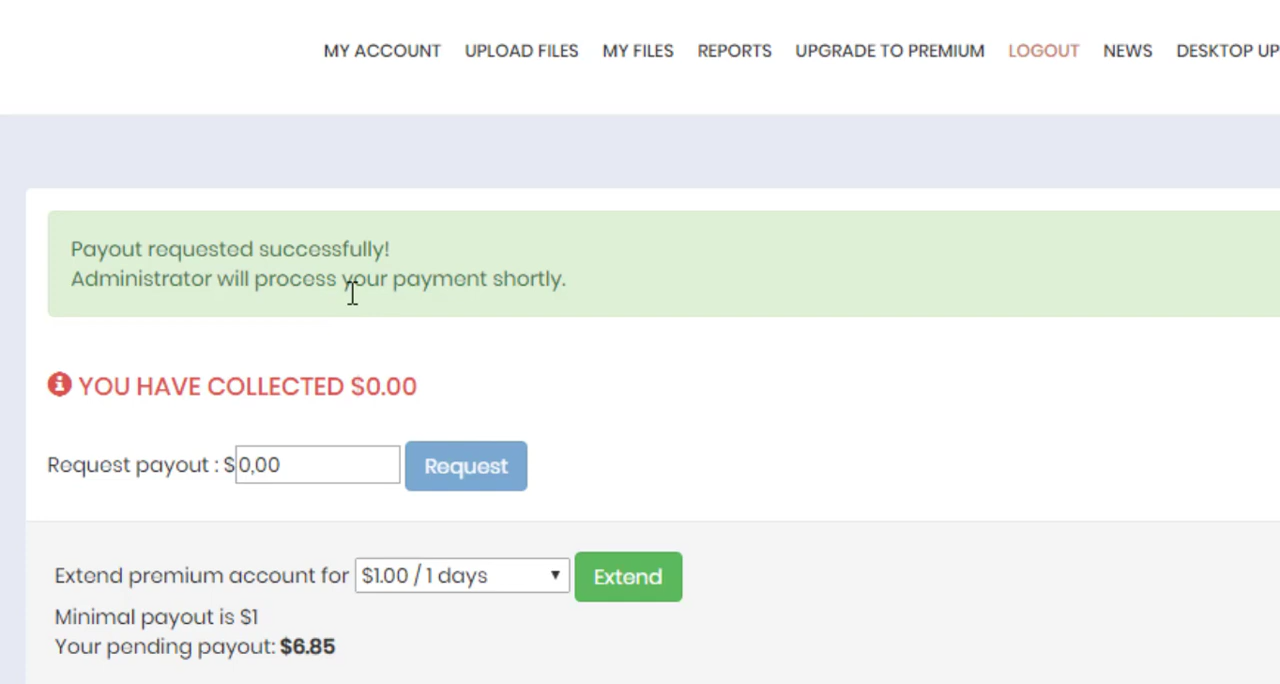 MY ACCOUNT UPLOAD FILES MY FILES REPORTS UPGRADE TO PREMIUM LOGOUT NEWS DESKTOP UP
Payout requested successfully!
Administrator will process your payment shortly.
YOU HAVE COLLECTED $0.00
Request payout : $0,00 Request
Extend premium account for $1.00 / 1 days Extend
Minimal payout is $1
Your pending payout: $6.85